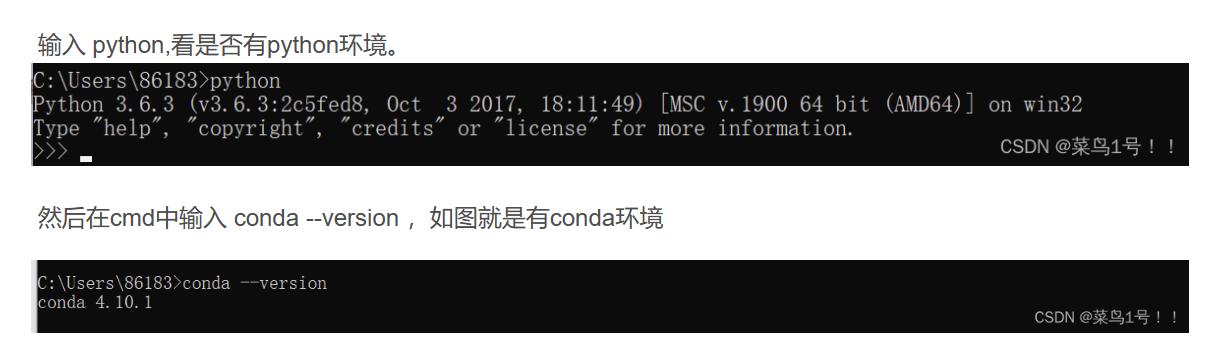 输入 python,看是否有python环境。
C:\Users\86183>python
Python 3.6.3 (v3.6.3:2c5fed8, Oct  3 2017, 18:11:49) [MSC v.1900 64 bit (AMD64)] on win32
Type "help", "copyright", "credits" or "license" for more information.
>>>
CSDN @菜鸟1号！！
然后在cmd中输入 conda --version ，如图就是有conda环境
C:\Users\86183>conda --version
conda 4.10.1
CSDN @菜鸟1号！！